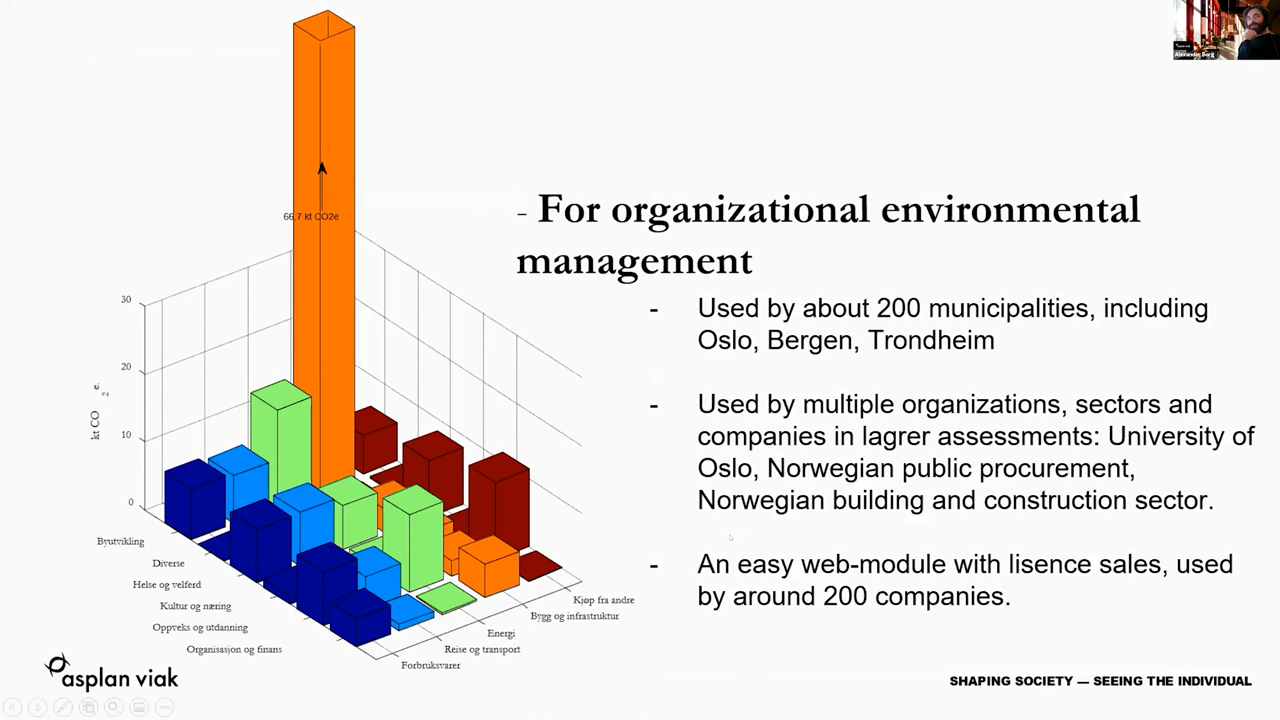 Alexander Borg
66,7 kt CO2e
- For organizational environmental
management
- Used by about 200 municipalities, including
Oslo, Bergen, Trondheim
- Used by multiple organizations, sectors and
companies in lagrer assessments: University of
Oslo, Norwegian public procurement,
Norwegian building and construction sector.
- An easy web-module with lisence sales, used
by around 200 companies.
30
20
10
0
kt CO2 e.
Byutvikling
Diverse
Helse og velferd
Kultur og næring
Oppveks og utdanning
Organisasjon og finans
Kjøp fra andre
Bygg og infrastruktur
Energi
Reise og transport
Forbruksvarer
asplan viak
SHAPING SOCIETY — SEEING THE INDIVIDUAL